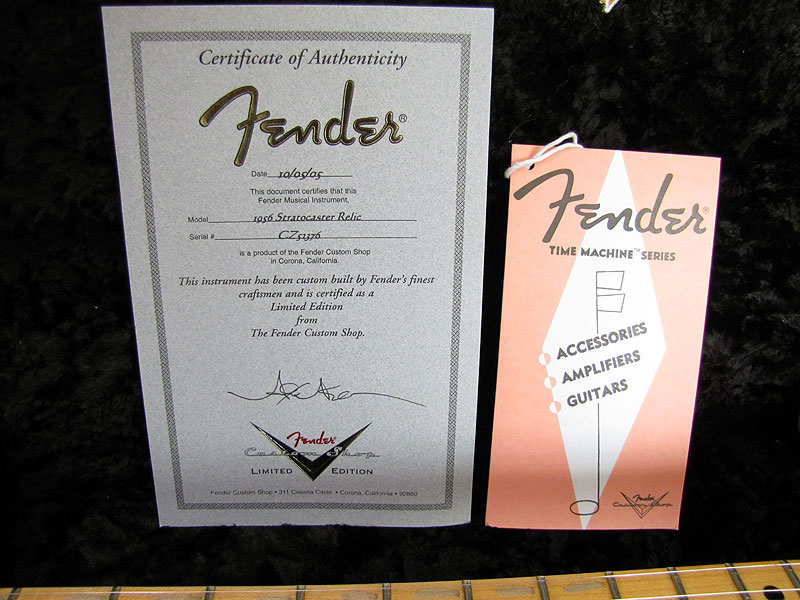 Certificate of Authenticity
Fender®
Date 10/05/05
This document certifies that this
Fender Musical Instrument,
Model 1956 Stratocaster Relic
Serial # CZ51376
is a product of the Fender Custom Shop
in Corona, California.
This instrument has been custom built by Fender's finest
craftsmen and is certified as a
Limited Edition
from
The Fender Custom Shop.
Fender
Custom Shop
LIMITED EDITION
Fender Custom Shop • 311 Cessna Circle • Corona, California • 92880
Fender®
TIME MACHINE™ SERIES
ACCESSORIES
AMPLIFIERS
GUITARS
Fender
Custom Shop